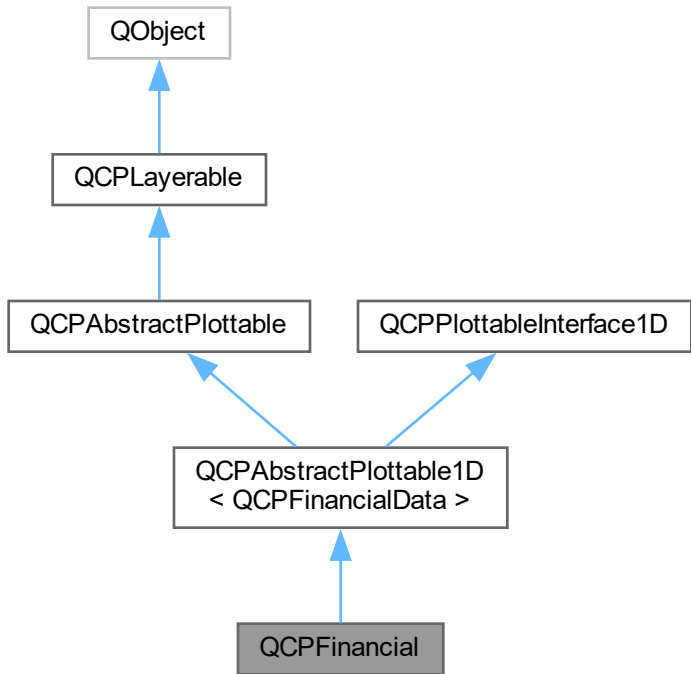 QObject
QCPLayerable
QCPAbstractPlottable
QCPPlottableInterface1D
QCPAbstractPlottable1D
< QCPFinancialData >
QCPFinancial